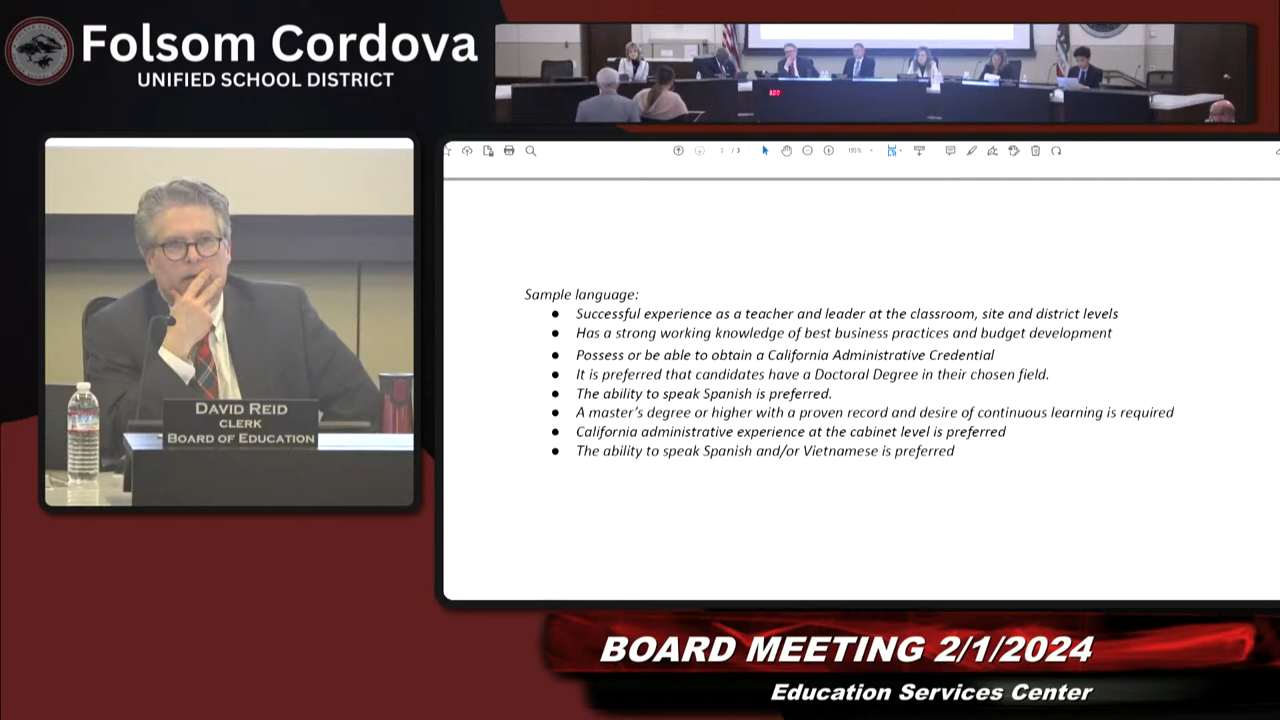 Folsom Cordova
UNIFIED SCHOOL DISTRICT
DAVID REID
CLERK
BOARD OF EDUCATION
195%
Sample language:
● Successful experience as a teacher and leader at the classroom, site and district levels
● Has a strong working knowledge of best business practices and budget development
● Possess or be able to obtain a California Administrative Credential
● It is preferred that candidates have a Doctoral Degree in their chosen field.
● The ability to speak Spanish is preferred.
● A master's degree or higher with a proven record and desire of continuous learning is required
● California administrative experience at the cabinet level is preferred
● The ability to speak Spanish and/or Vietnamese is preferred
BOARD MEETING 2/1/2024
Education Services Center